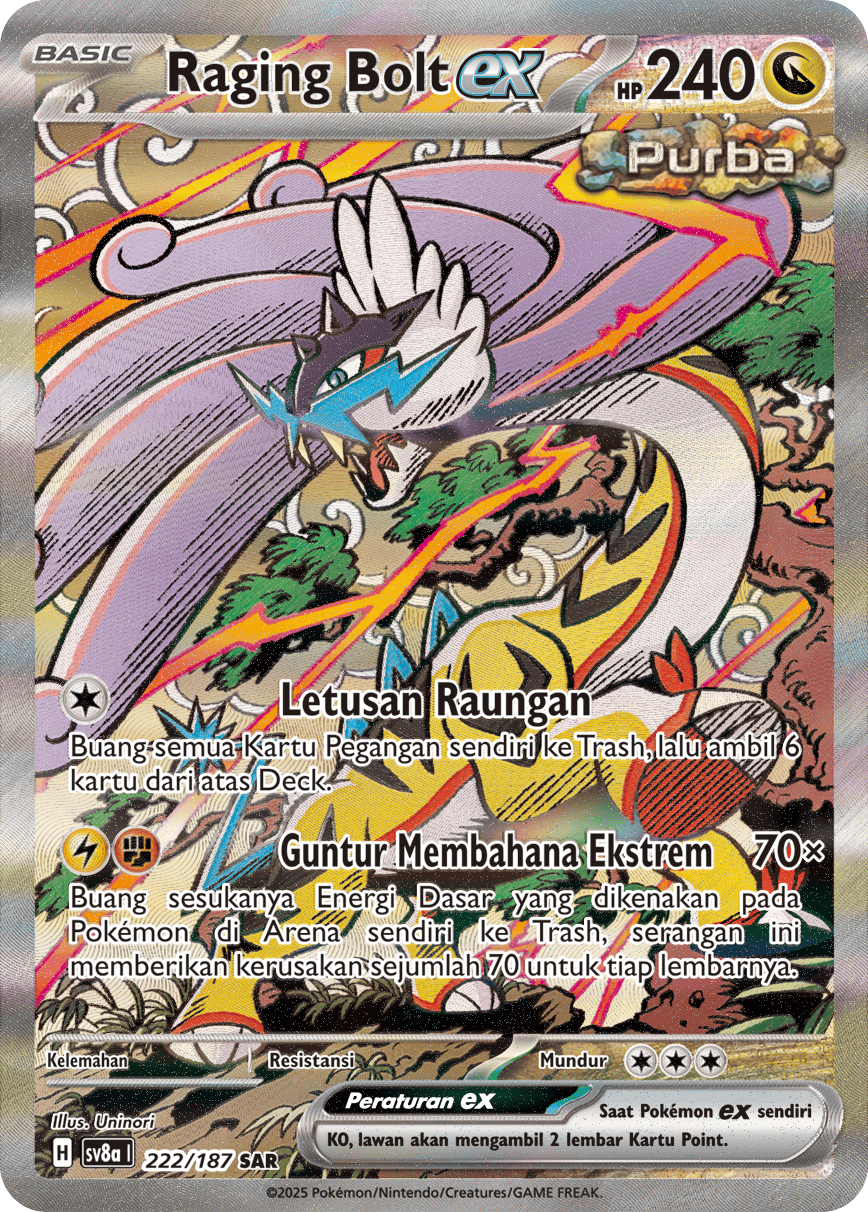 BASIC
Raging Bolt ex HP 240
Purba
Letusan Raungan
Buang semua Kartu Pegangan sendiri ke Trash, lalu ambil 6
kartu dari atas Deck.
Guntur Membahana Ekstrem 70×
Buang sesukanya Energi Dasar yang dikenakan pada
Pokémon di Arena sendiri ke Trash, serangan ini
memberikan kerusakan sejumlah 70 untuk tiap lembarnya.
Kelemahan Resistansi Mundur
Illus. Uninori
Peraturan ex Saat Pokémon ex sendiri
KO, lawan akan mengambil 2 lembar Kartu Point.
H sv8a I 222/187 SAR
©2025 Pokémon/Nintendo/Creatures/GAME FREAK.